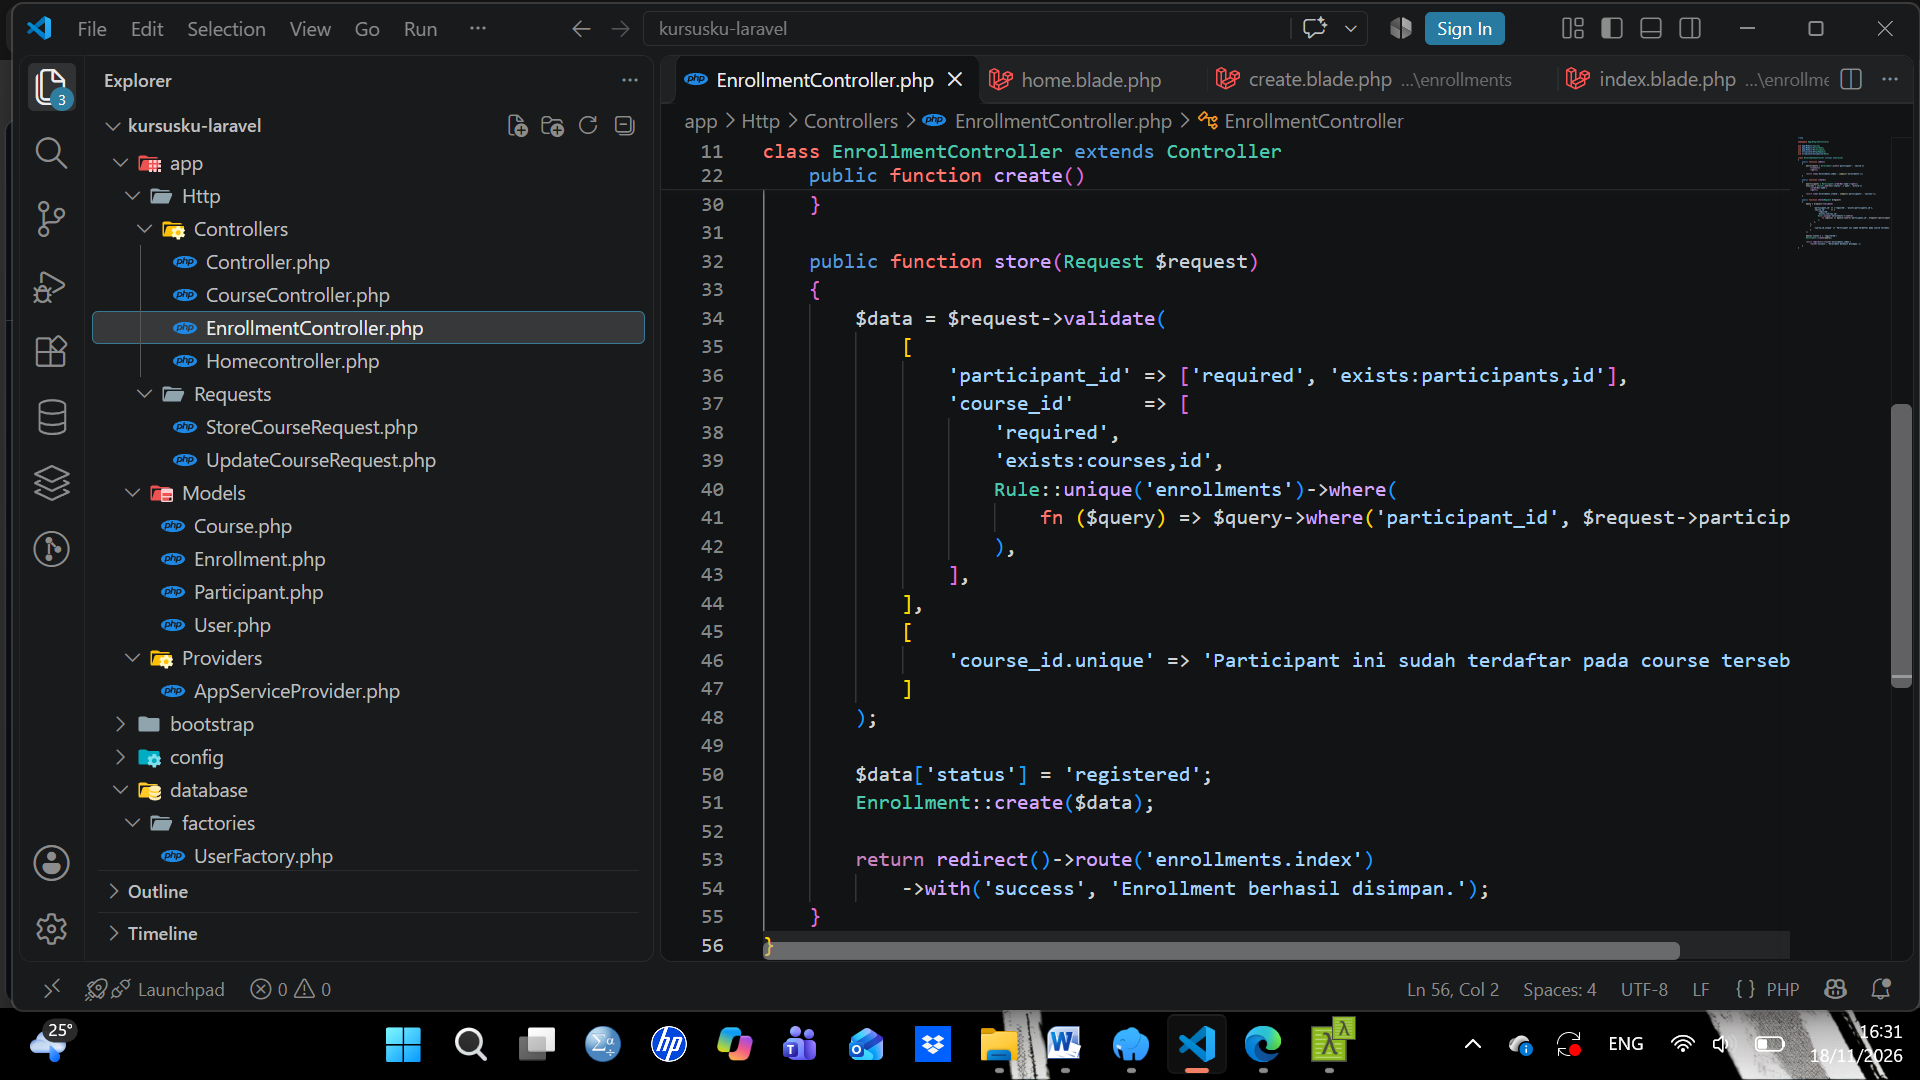 File Edit Selection View Go Run ···
kursusku-laravel
Sign In
Explorer
3
kursusku-laravel
app
Http
Controllers
Controller.php
CourseController.php
EnrollmentController.php
Homecontroller.php
Requests
StoreCourseRequest.php
UpdateCourseRequest.php
Models
Course.php
Enrollment.php
Participant.php
User.php
Providers
AppServiceProvider.php
bootstrap
config
database
factories
UserFactory.php
Outline
Timeline
EnrollmentController.php home.blade.php create.blade.php ...\enrollments index.blade.php ...\enrollme
app > Http > Controllers > EnrollmentController.php > EnrollmentController
11 class EnrollmentController extends Controller
22 public function create()
30 }
31
32 public function store(Request $request)
33 {
34 $data = $request->validate(
35 [
36 'participant_id' => ['required', 'exists:participants,id'],
37 'course_id' => [
38 'required',
39 'exists:courses,id',
40 Rule::unique('enrollments')->where(
41 fn ($query) => $query->where('participant_id', $request->particip
42 ),
43 ],
44 ],
45 [
46 'course_id.unique' => 'Participant ini sudah terdaftar pada course terseb
47 ]
48 );
49
50 $data['status'] = 'registered';
51 Enrollment::create($data);
52
53 return redirect()->route('enrollments.index')
54 ->with('success', 'Enrollment berhasil disimpan.');
55 }
56 }
Launchpad 0 0
Ln 56, Col 2 Spaces: 4 UTF-8 LF {} PHP
25°
ENG
16:31
18/11/2026